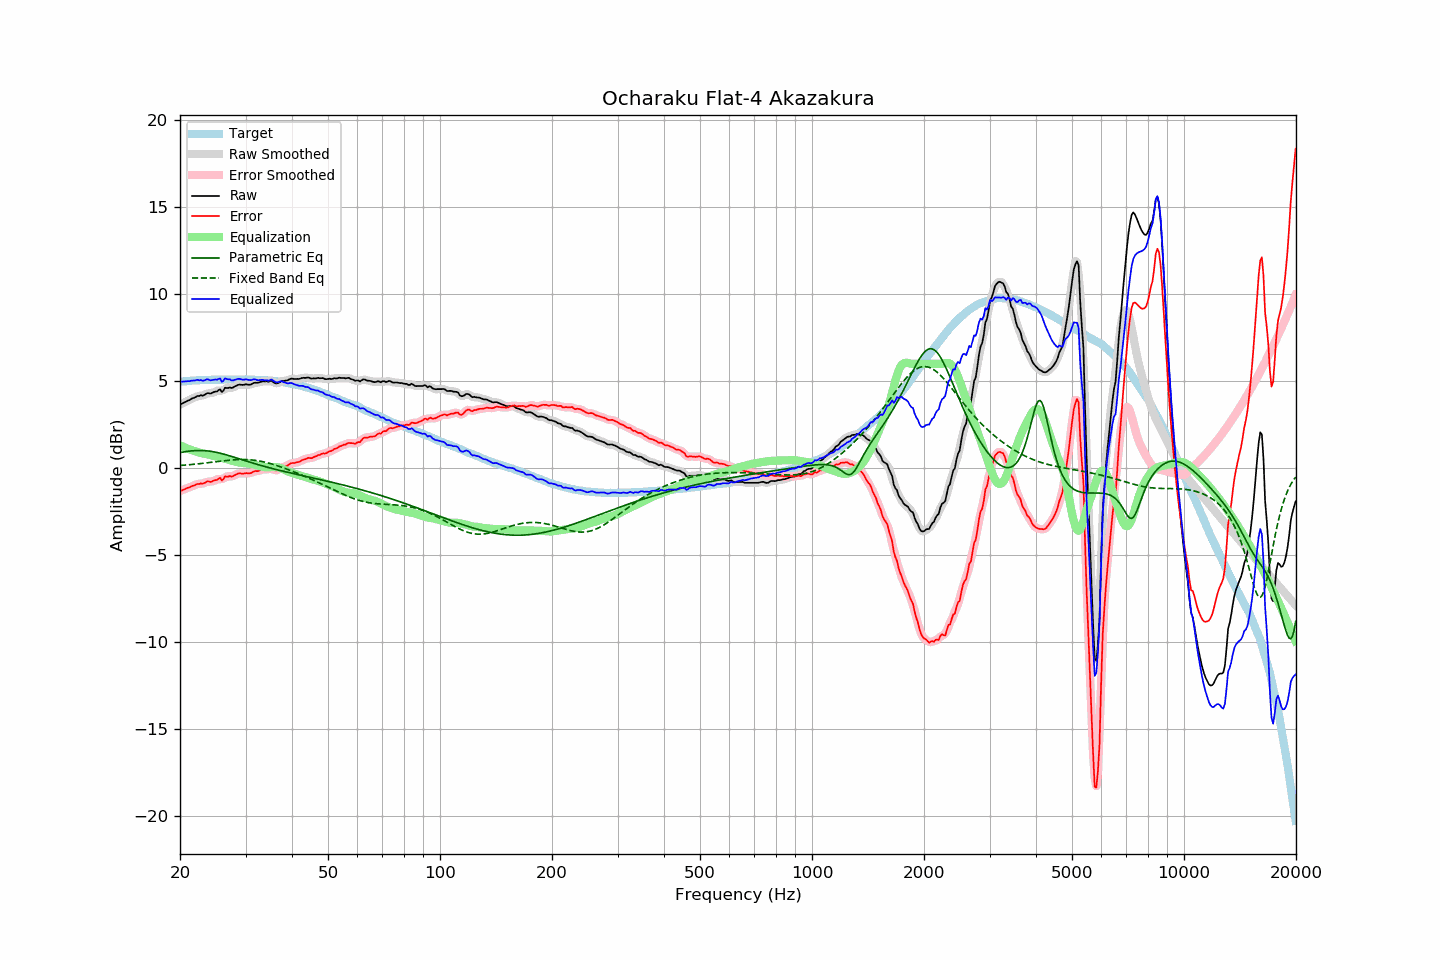 Ocharaku Flat-4 Akazakura
20
15
10
5
0
−5
−10
−15
−20
Amplitude (dBr)
Target
Raw Smoothed
Error Smoothed
Raw
Error
Equalization
Parametric Eq
Fixed Band Eq
Equalized
20
50
100
200
500
1000
2000
5000
10000
20000
Frequency (Hz)